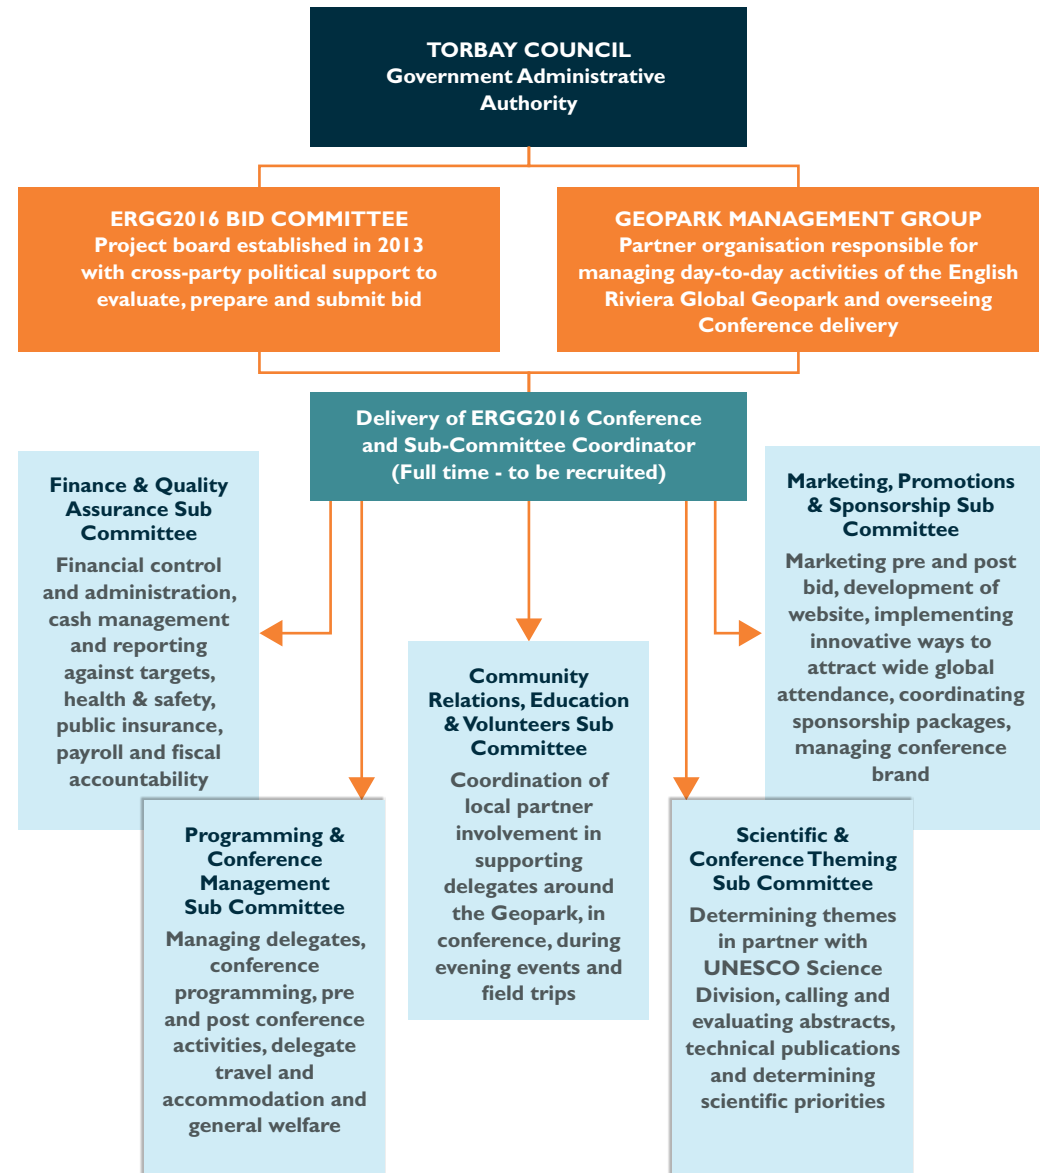 TORBAY COUNCIL
Government Administrative
Authority
ERGG2016 BID COMMITTEE
Project board established in 2013
with cross-party political support to
evaluate, prepare and submit bid
GEOPARK MANAGEMENT GROUP
Partner organisation responsible for
managing day-to-day activities of the English
Riviera Global Geopark and overseeing
Conference delivery
Delivery of ERGG2016 Conference
and Sub-Committee Coordinator
(Full time - to be recruited)
Finance & Quality
Assurance Sub
Committee
Financial control
and administration,
cash management
and reporting
against targets,
health & safety,
public insurance,
payroll and fiscal
accountability
Programming &
Conference
Management
Sub Committee
Managing delegates,
conference
programming, pre
and post conference
activities, delegate
travel and
accommodation and
general welfare
Community
Relations, Education
& Volunteers Sub
Committee
Coordination of
local partner
involvement in
supporting
delegates around
the Geopark, in
conference, during
evening events and
field trips
Scientific &
Conference Theming
Sub Committee
Determining themes
in partner with
UNESCO Science
Division, calling and
evaluating abstracts,
technical publications
and determining
scientific priorities
Marketing, Promotions
& Sponsorship Sub
Committee
Marketing pre and post
bid, development of
website, implementing
innovative ways to
attract wide global
attendance, coordinating
sponsorship packages,
managing conference
brand